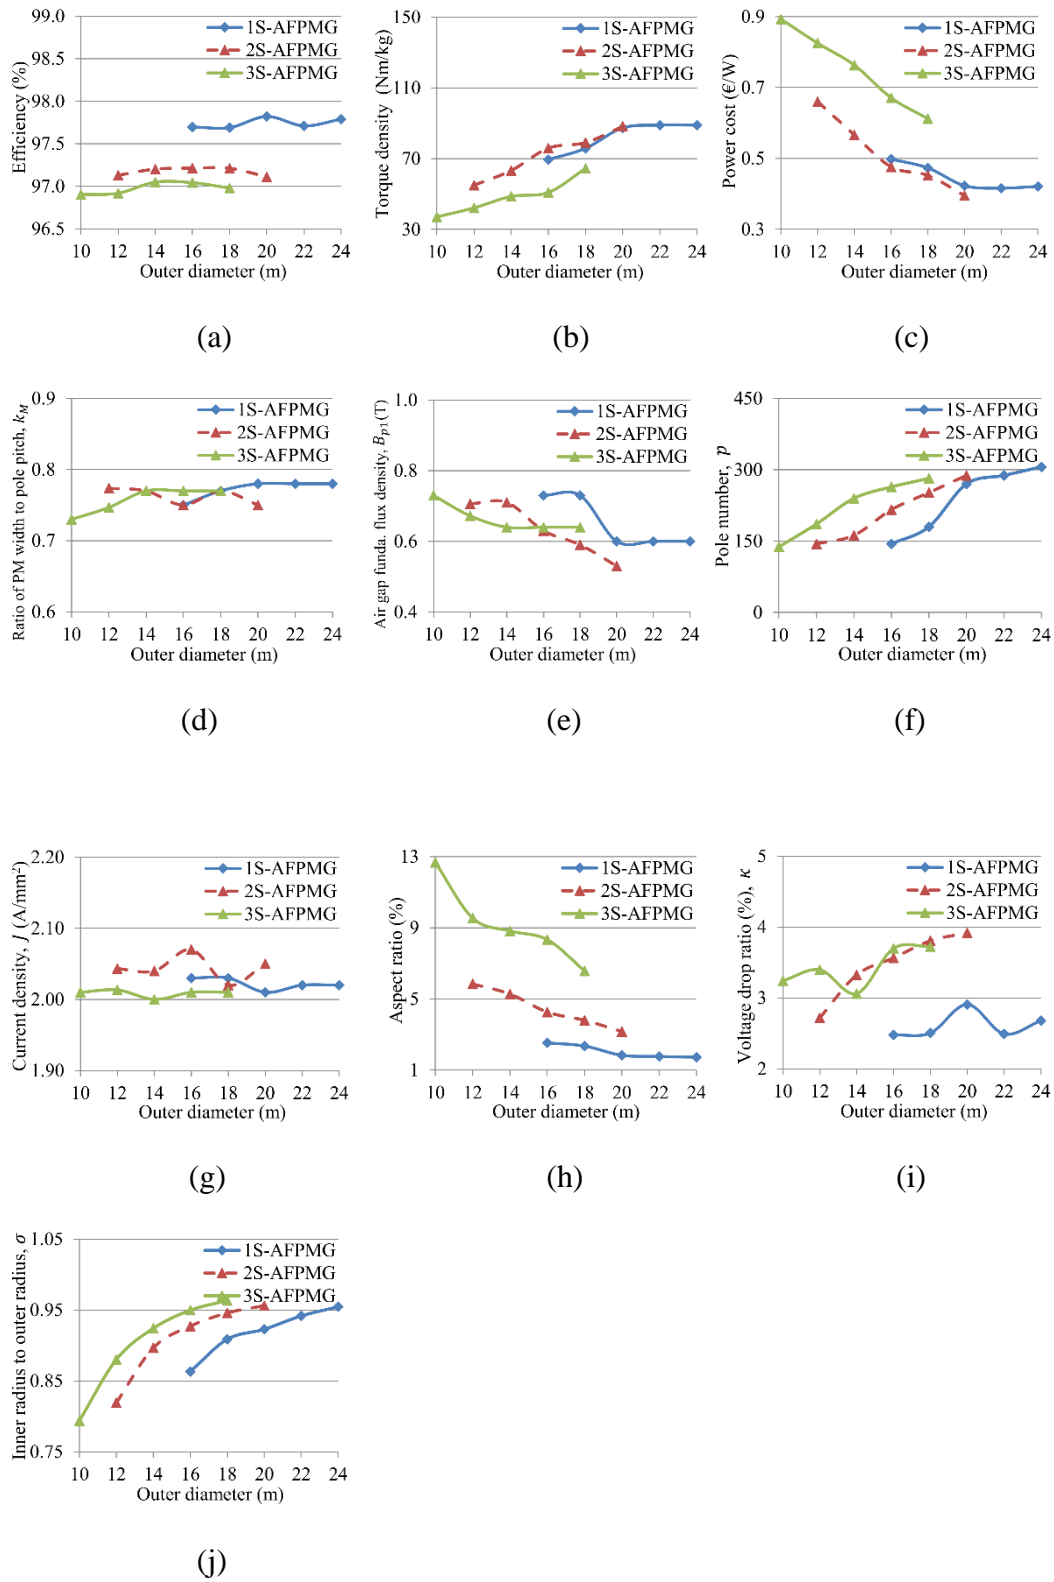 99.0
98.5
98.0
97.5
97.0
96.5
Efficiency (%)
1S-AFPMG
2S-AFPMG
3S-AFPMG
10 12 14 16 18 20 22 24
Outer diameter (m)
(a)
150
110
70
30
Torque density (Nm/kg)
1S-AFPMG
2S-AFPMG
3S-AFPMG
10 12 14 16 18 20 22 24
Outer diameter (m)
(b)
0.9
0.7
0.5
0.3
Power cost (€/W)
1S-AFPMG
2S-AFPMG
3S-AFPMG
10 12 14 16 18 20 22 24
Outer diameter (m)
(c)
0.9
0.8
0.7
0.6
Ratio of PM width to pole pitch, kM
1S-AFPMG
2S-AFPMG
3S-AFPMG
10 12 14 16 18 20 22 24
Outer diameter (m)
(d)
1.0
0.8
0.6
0.4
Air gap funda. flux density, Bp1(T)
1S-AFPMG
2S-AFPMG
3S-AFPMG
10 12 14 16 18 20 22 24
Outer diameter (m)
(e)
450
300
150
0
Pole number, p
1S-AFPMG
2S-AFPMG
3S-AFPMG
10 12 14 16 18 20 22 24
Outer diameter (m)
(f)
2.20
2.10
2.00
1.90
Current density, J (A/mm²)
1S-AFPMG
2S-AFPMG
3S-AFPMG
10 12 14 16 18 20 22 24
Outer diameter (m)
(g)
13
9
5
1
Aspect ratio (%)
1S-AFPMG
2S-AFPMG
3S-AFPMG
10 12 14 16 18 20 22 24
Outer diameter (m)
(h)
5
4
3
2
Voltage drop ratio (%), κ
1S-AFPMG
2S-AFPMG
3S-AFPMG
10 12 14 16 18 20 22 24
Outer diameter (m)
(i)
1.05
0.95
0.85
0.75
Inner radius to outer radius, σ
1S-AFPMG
2S-AFPMG
3S-AFPMG
10 12 14 16 18 20 22 24
Outer diameter (m)
(j)